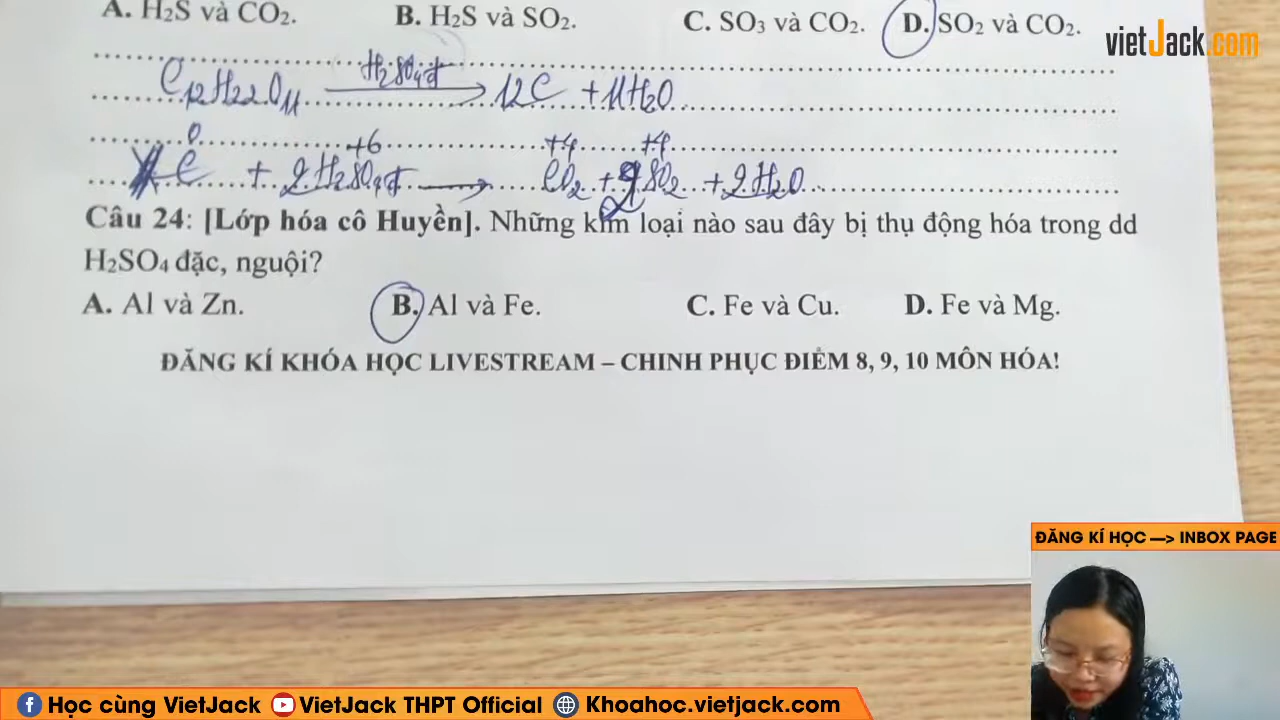 A. H₂S và CO₂. B. H₂S và SO₂. C. SO₃ và CO₂. D. SO₂ và CO₂.
vietJack.com
C₁₂H₂₂O₁₁ —H₂SO₄đ→ 12C + 11H₂O
0 +6 +4 +4
C + 2H₂SO₄đ → CO₂ + 2SO₂ + 2H₂O
Câu 24: [Lớp hóa cô Huyền]. Những kim loại nào sau đây bị thụ động hóa trong dd
H₂SO₄ đặc, nguội?
A. Al và Zn. B. Al và Fe. C. Fe và Cu. D. Fe và Mg.
ĐĂNG KÍ KHÓA HỌC LIVESTREAM – CHINH PHỤC ĐIỂM 8, 9, 10 MÔN HÓA!
ĐĂNG KÍ HỌC —> INBOX PAGE
Học cùng VietJack VietJack THPT Official Khoahoc.vietjack.com